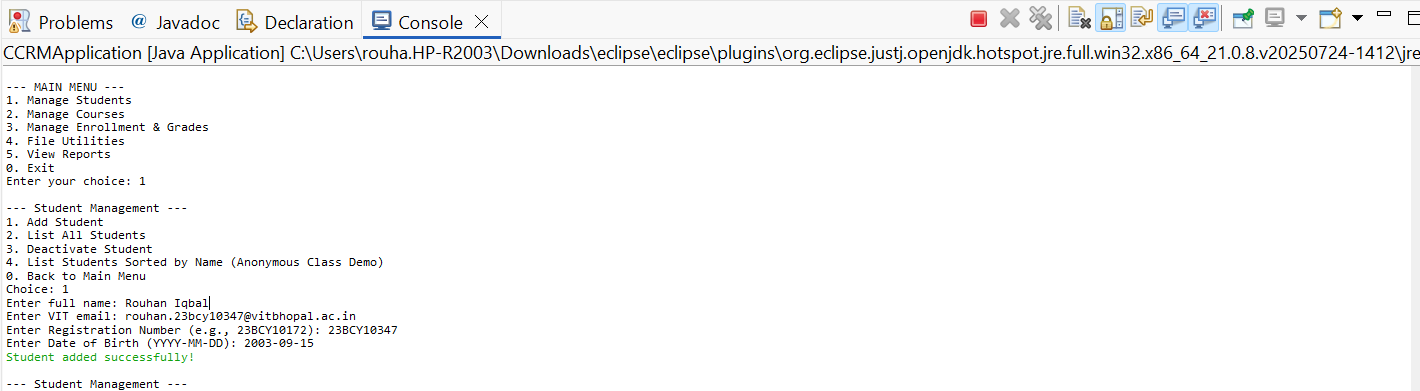 Problems @ Javadoc Declaration Console
CCRMApplication [Java Application] C:\Users\rouha.HP-R2003\Downloads\eclipse\eclipse\plugins\org.eclipse.justj.openjdk.hotspot.jre.full.win32.x86_64_21.0.8.v20250724-1412\jre
--- MAIN MENU ---
1. Manage Students
2. Manage Courses
3. Manage Enrollment & Grades
4. File Utilities
5. View Reports
0. Exit
Enter your choice: 1
--- Student Management ---
1. Add Student
2. List All Students
3. Deactivate Student
4. List Students Sorted by Name (Anonymous Class Demo)
0. Back to Main Menu
Choice: 1
Enter full name: Rouhan Iqbal
Enter VIT email: rouhan.23bcy10347@vitbhopal.ac.in
Enter Registration Number (e.g., 23BCY10172): 23BCY10347
Enter Date of Birth (YYYY-MM-DD): 2003-09-15
Student added successfully!
--- Student Management ---